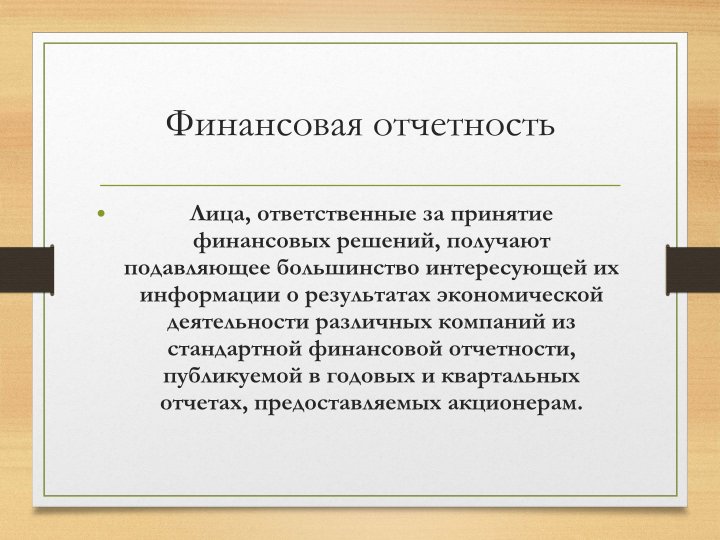 Финансовая отчетность
• Лица, ответственные за принятие
финансовых решений, получают
подавляющее большинство интересующей их
информации о результатах экономической
деятельности различных компаний из
стандартной финансовой отчетности,
публикуемой в годовых и квартальных
отчетах, предоставляемых акционерам.